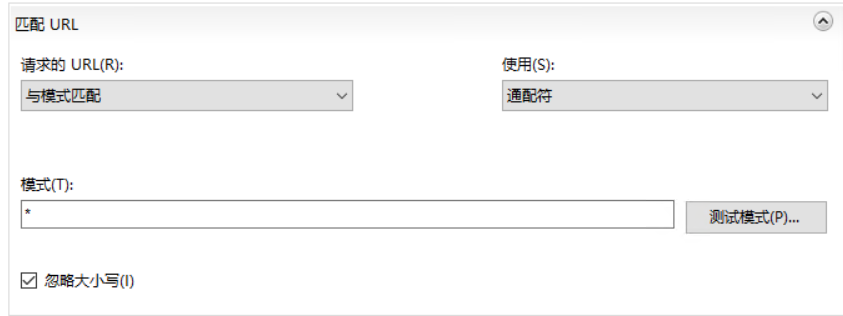 匹配 URL
请求的 URL(R):
使用(S):
与模式匹配
通配符
模式(T):
*
测试模式(P)...
忽略大小写(I)